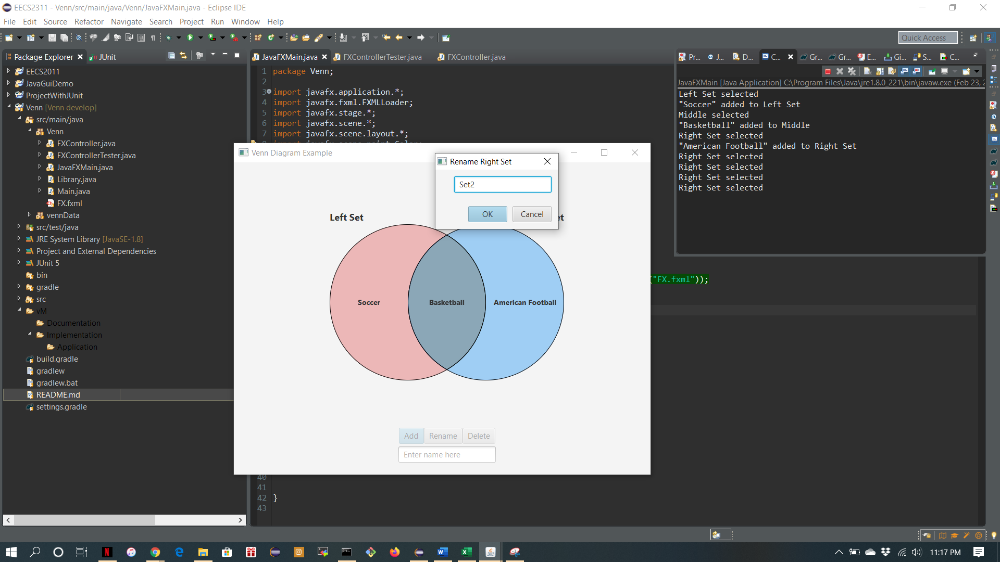 EECS2311 - Venn/src/main/java/Venn/JavaFXMain.java - Eclipse IDE
File Edit Source Refactor Navigate Search Project Run Window Help
Quick Access
Package Explorer JUnit
EECS2011
JavaGuiDemo
ProjectWithJUnit
Venn [Venn develop]
src/main/java
Venn
FXController.java
FXControllerTester.java
JavaFXMain.java
Library.java
Main.java
FX.fxml
vennData
src/test/java
JRE System Library [JavaSE-1.8]
Project and External Dependencies
JUnit 5
bin
gradle
src
vM
Documentation
Implementation
Application
build.gradle
gradlew
gradlew.bat
README.md
settings.gradle
JavaFXMain.java FXControllerTester.java FXController.java
1 package Venn;
2
3 import javafx.application.*;
4 import javafx.fxml.FXMLLoader;
5 import javafx.stage.*;
6 import javafx.scene.*;
7 import javafx.scene.layout.*;
("FX.fxml"));
40
41
42 }
43
Venn Diagram Example
Rename Right Set
Set2
OK Cancel
Left Set et
Soccer Basketball American Football
Add Rename Delete
Enter name here
Pr... J... D... C... Gr... Gr... E... Gi... S... C...
JavaFXMain [Java Application] C:\Program Files\Java\jre1.8.0_221\bin\javaw.exe (Feb 23, 2
Left Set selected
"Soccer" added to Left Set
Middle selected
"Basketball" added to Middle
Right Set selected
"American Football" added to Right Set
Right Set selected
Right Set selected
Right Set selected
Right Set selected
11:17 PM